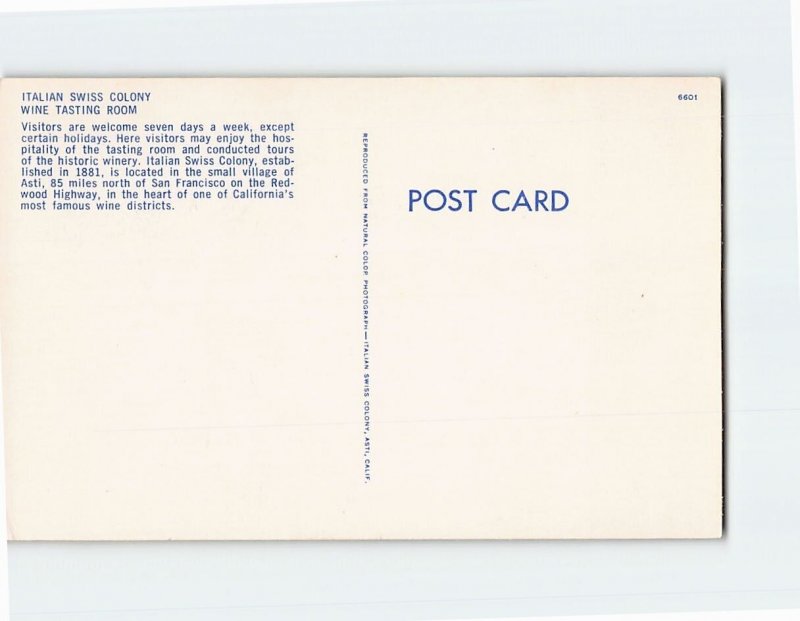 ITALIAN SWISS COLONY
WINE TASTING ROOM
Visitors are welcome seven days a week, except
certain holidays. Here visitors may enjoy the hos-
pitality of the tasting room and conducted tours
of the historic winery. Italian Swiss Colony, estab-
lished in 1881, is located in the small village of
Asti, 85 miles north of San Francisco on the Red-
wood Highway, in the heart of one of California's
most famous wine districts.
REPRODUCED FROM NATURAL COLOR PHOTOGRAPH—ITALIAN SWISS COLONY, ASTI, CALIF.
6601
POST CARD